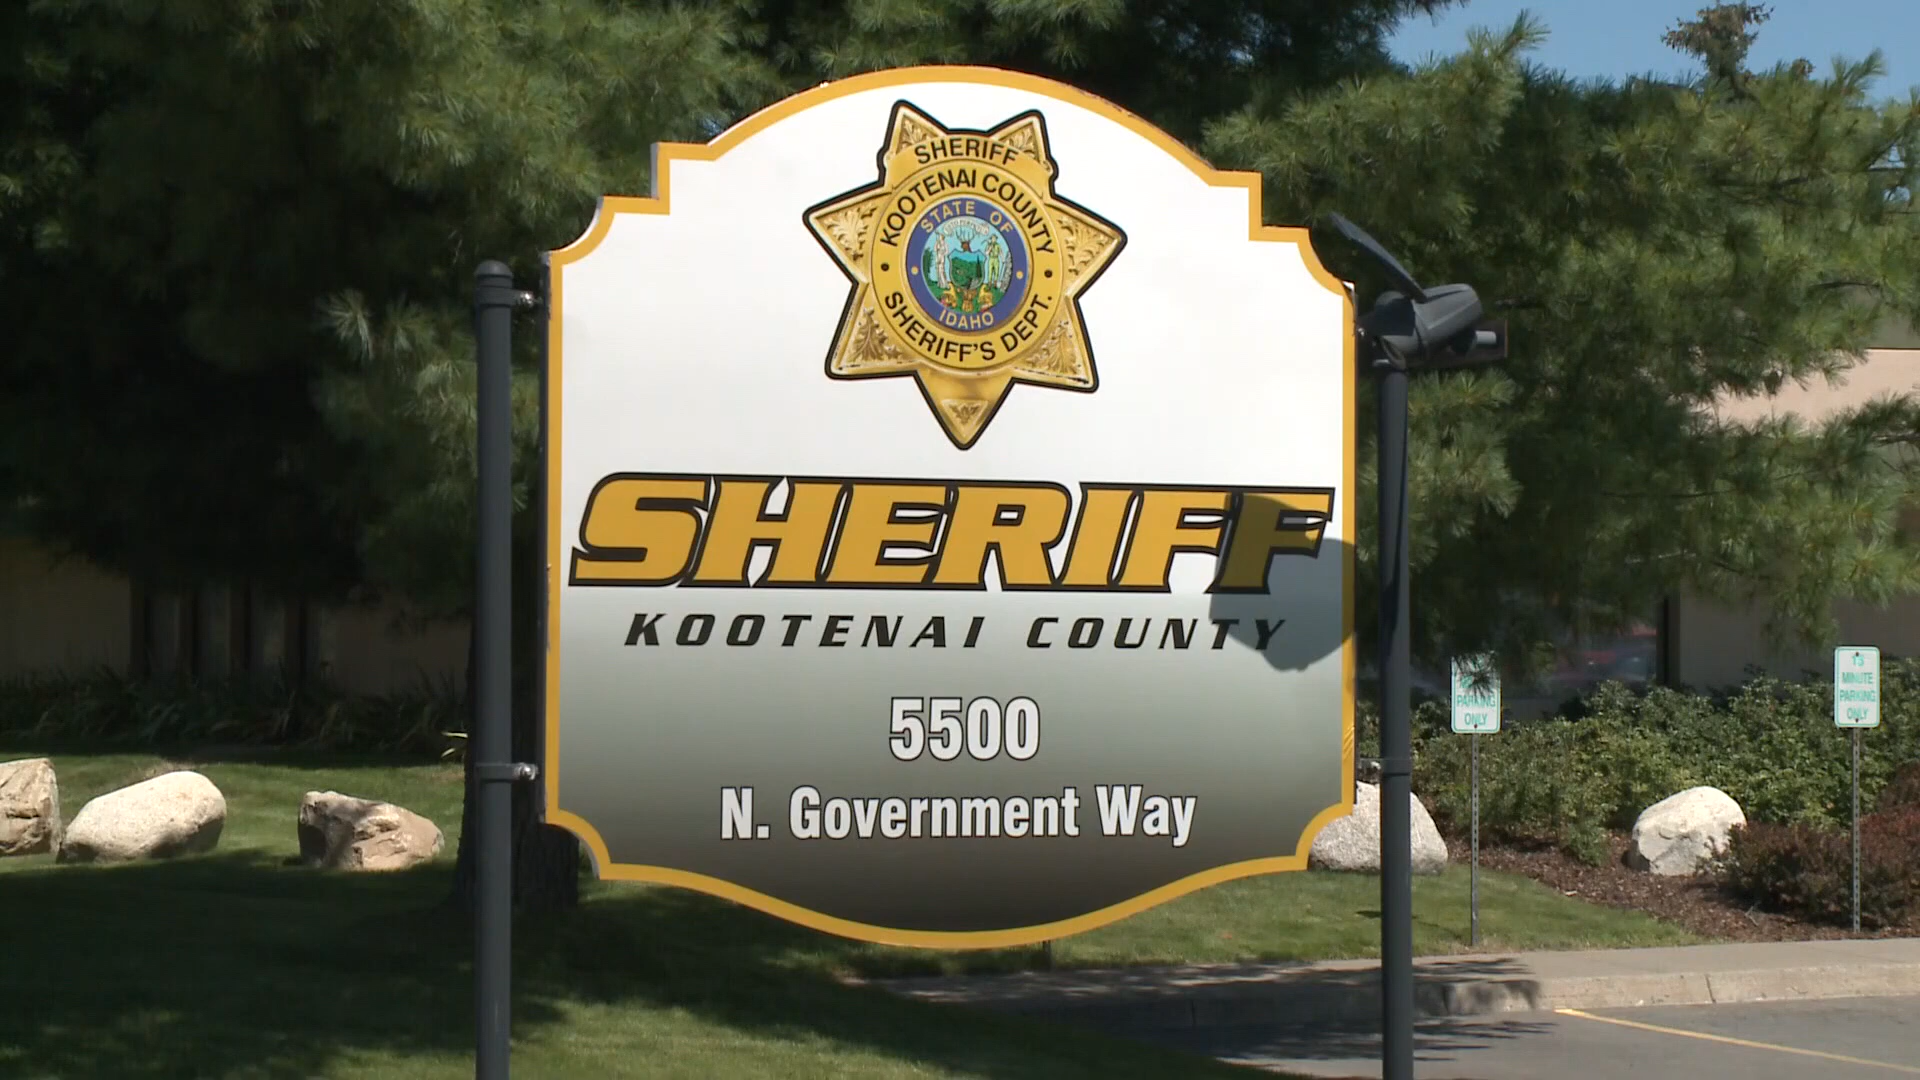 SHERIFF
KOOTENAI COUNTY
STATE OF
IDAHO
SHERIFF'S DEPT.
SHERIFF
KOOTENAI COUNTY
5500
N. Government Way
PARKING
ONLY
15
MINUTE
PARKING
ONLY